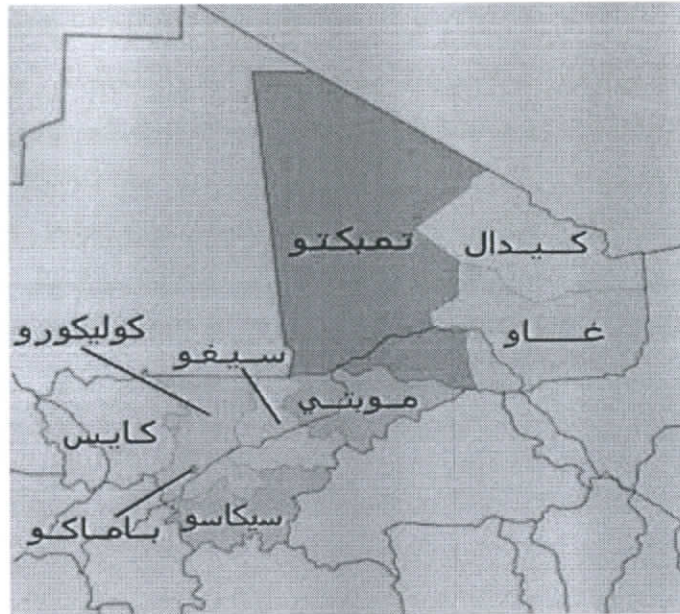 تمبكتو
كيدال
غاو
كوليكورو
سيغو
موبتي
كايس
سيكاسو
باماكو